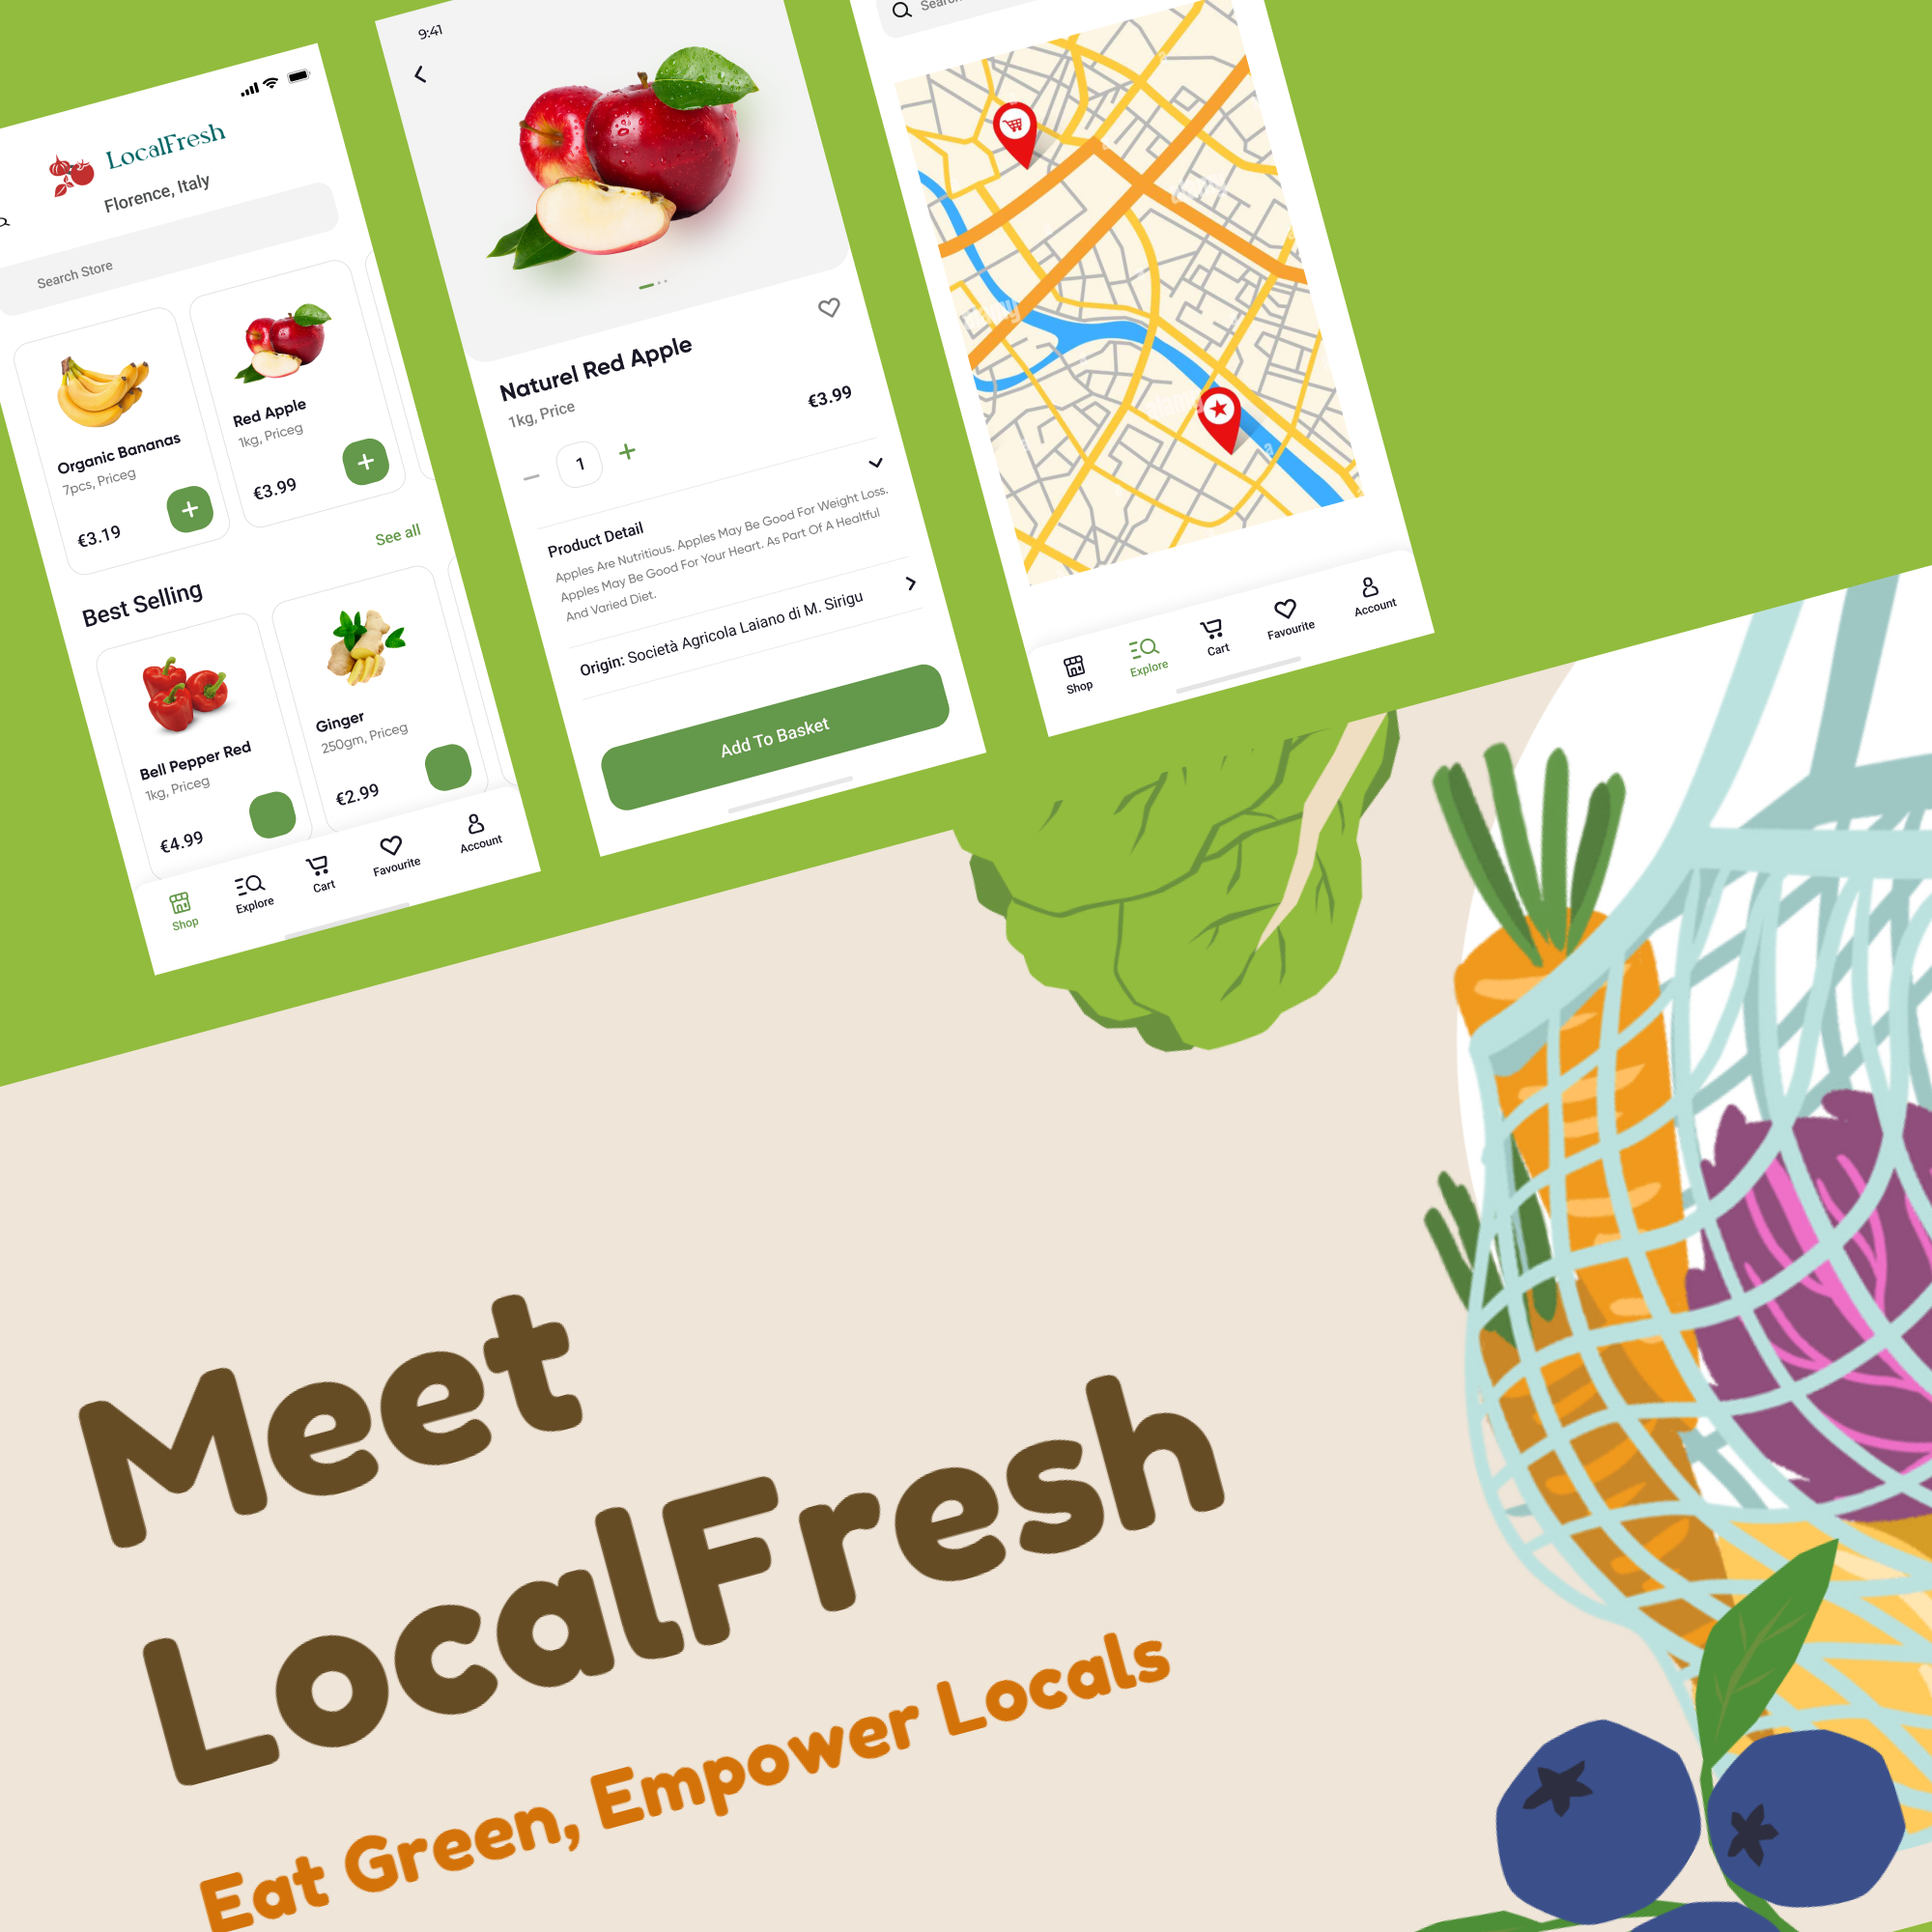 LocalFresh
Florence, Italy
Search Store
Organic Bananas
7pcs, Priceg
€3.19
Red Apple
1kg, Priceg
€3.99
See all
Best Selling
Bell Pepper Red
1kg, Priceg
€4.99
Ginger
250gm, Priceg
€2.99
Shop
Explore
Cart
Favourite
Account
9:41
Naturel Red Apple
1kg, Price
€3.99
1
Product Detail
Apples Are Nutritious. Apples May Be Good For Weight Loss.
Apples May Be Good For Your Heart. As Part Of A Healtful
And Varied Diet.
Origin: Società Agricola Laiano di M. Sirigu
Add To Basket
Shop
Explore
Cart
Favourite
Account
Meet
LocalFresh
Eat Green, Empower Locals